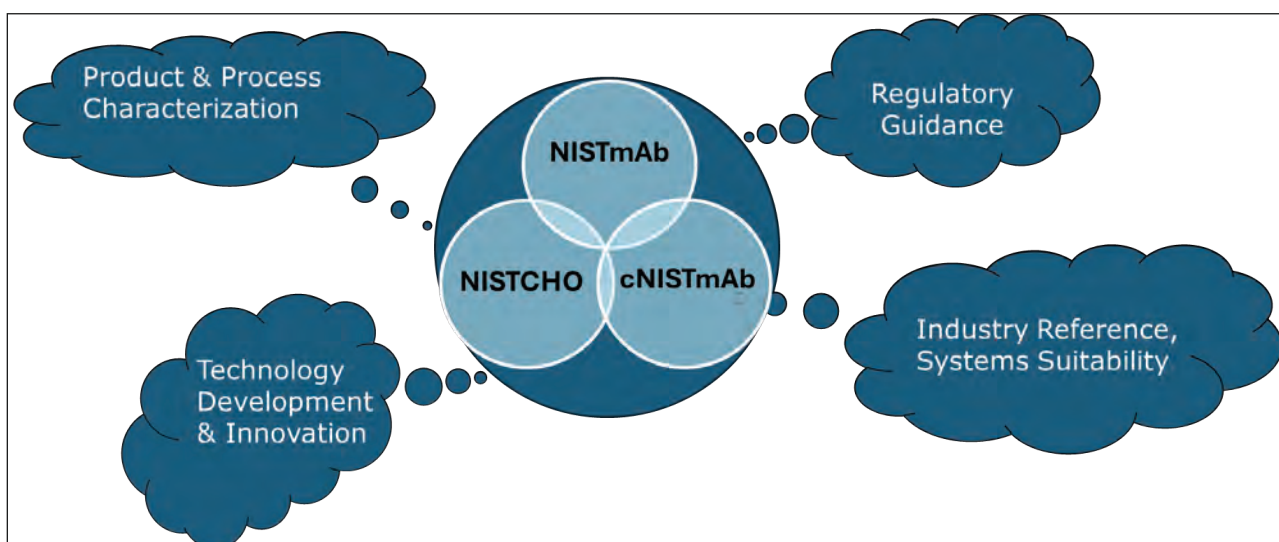 Product & Process
Characterization
Regulatory
Guidance
NISTmAb
NISTCHO
cNISTmAb
Industry Reference,
Systems Suitability
Technology
Development
& Innovation